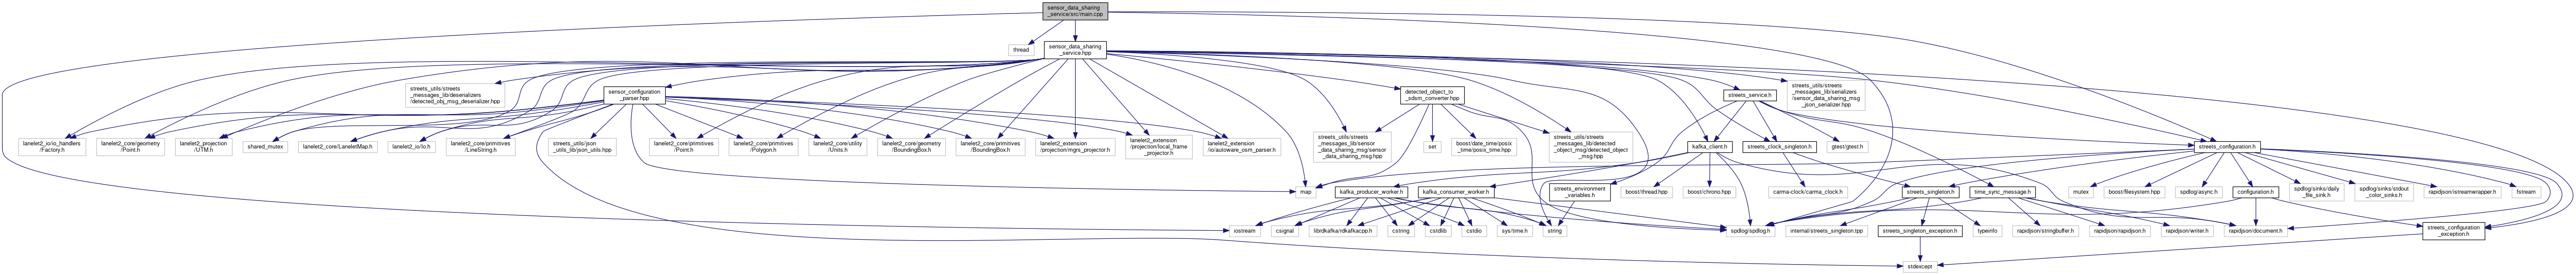 sensor_data_sharing
_service/src/main.cpp
thread
sensor_data_sharing
_service.hpp
streets_utils/streets
_messages_lib/deserializers
/detected_obj_msg_deserializer.hpp
sensor_configuration
_parser.hpp
detected_object_to
_sdsm_converter.hpp
streets_service.h
streets_utils/streets
_messages_lib/serializers
/sensor_data_sharing_msg
_json_serializer.hpp
lanelet2_io/io_handlers
/Factory.h
lanelet2_core/geometry
/Point.h
lanelet2_projection
/UTM.h
shared_mutex
lanelet2_core/LaneletMap.h
lanelet2_io/Io.h
lanelet2_core/primitives
/LineString.h
streets_utils/json
_utils_lib/json_utils.hpp
lanelet2_core/primitives
/Point.h
lanelet2_core/primitives
/Polygon.h
lanelet2_core/utility
/Units.h
lanelet2_core/geometry
/BoundingBox.h
lanelet2_core/primitives
/BoundingBox.h
lanelet2_extension
/projection/mgrs_projector.h
lanelet2_extension
/projection/local_frame
_projector.h
lanelet2_extension
/io/autoware_osm_parser.h
streets_utils/streets
_messages_lib/sensor
_data_sharing_msg/sensor
_data_sharing_msg.hpp
set
boost/date_time/posix
_time/posix_time.hpp
streets_utils/streets
_messages_lib/detected
_object_msg/detected_object
_msg.hpp
kafka_client.h
streets_clock_singleton.h
gtest/gtest.h
streets_configuration.h
map
kafka_producer_worker.h
kafka_consumer_worker.h
streets_environment
_variables.h
boost/thread.hpp
boost/chrono.hpp
carma-clock/carma_clock.h
streets_singleton.h
time_sync_message.h
mutex
boost/filesystem.hpp
spdlog/async.h
configuration.h
spdlog/sinks/daily
_file_sink.h
spdlog/sinks/stdout
_color_sinks.h
rapidjson/istreamwrapper.h
fstream
iostream
csignal
librdkafka/rdkafkacpp.h
cstring
cstdlib
cstdio
sys/time.h
string
spdlog/spdlog.h
internal/streets_singleton.tpp
streets_singleton_exception.h
typeinfo
rapidjson/stringbuffer.h
rapidjson/rapidjson.h
rapidjson/writer.h
rapidjson/document.h
streets_configuration
_exception.h
stdexcept